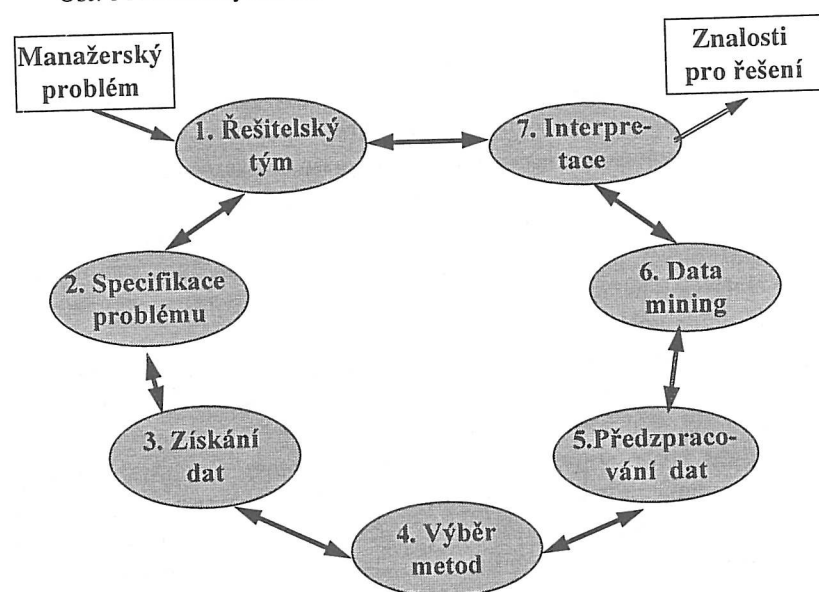 Manažerský
problém
Znalosti
pro řešení
1. Řešitelský
tým
7. Interpre-
tace
2. Specifikace
problému
6. Data
mining
3. Získání
dat
5.Předzpraco-
vání dat
4. Výběr
metod